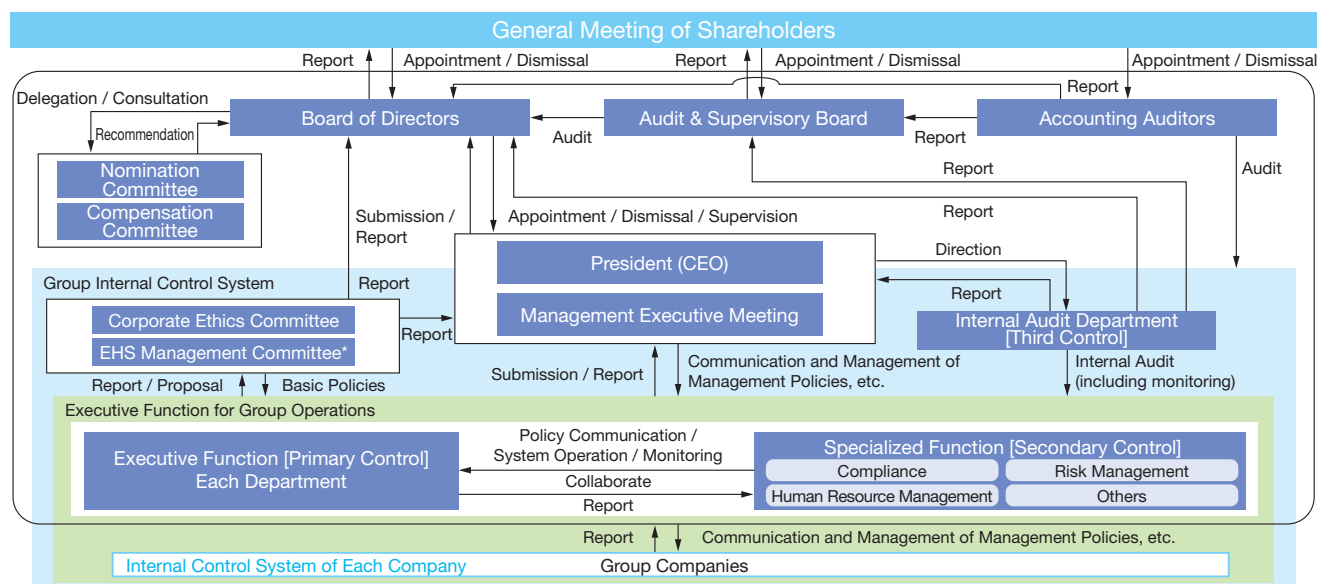 General Meeting of Shareholders
Report
Appointment / Dismissal
Report
Appointment / Dismissal
Appointment / Dismissal
Delegation / Consultation
Report
Board of Directors
Audit & Supervisory Board
Accounting Auditors
Recommendation
Audit
Report
Nomination
Committee
Compensation
Committee
Report
Audit
Submission /
Report
Appointment / Dismissal / Supervision
Report
President (CEO)
Direction
Group Internal Control System
Report
Report
Management Executive Meeting
Corporate Ethics Committee
Report
Internal Audit Department
[Third Control]
EHS Management Committee*
Report / Proposal
Basic Policies
Submission / Report
Communication and Management of
Management Policies, etc.
Internal Audit
(including monitoring)
Executive Function for Group Operations
Executive Function [Primary Control]
Each Department
Policy Communication /
System Operation / Monitoring
Collaborate
Report
Specialized Function [Secondary Control]
Compliance
Risk Management
Human Resource Management
Others
Report
Communication and Management of Management Policies, etc.
Internal Control System of Each Company
Group Companies